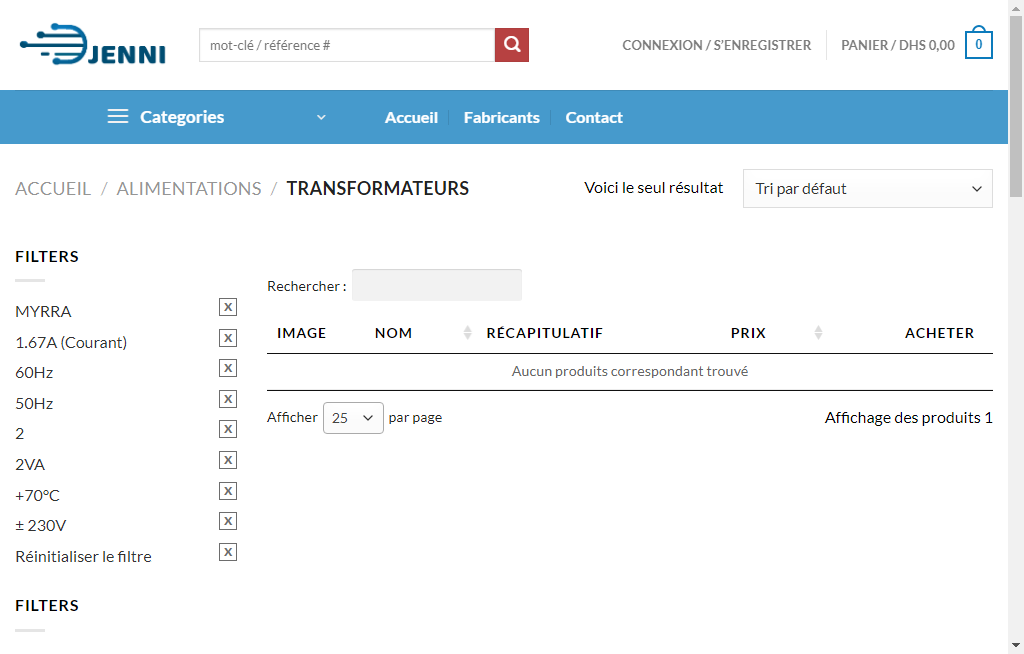 JENNI
mot-clé / référence #
CONNEXION / S'ENREGISTRER
PANIER / DHS 0,00
0
Categories
Accueil
Fabricants
Contact
ACCUEIL / ALIMENTATIONS / TRANSFORMATEURS
Voici le seul résultat
Tri par défaut
FILTERS
MYRRA X
1.67A (Courant) X
60Hz X
50Hz X
2 X
2VA X
+70°C X
± 230V X
Réinitialiser le filtre X
FILTERS
Rechercher :
IMAGE NOM RÉCAPITULATIF PRIX ACHETER
Aucun produits correspondant trouvé
Afficher 25 par page
Affichage des produits 1